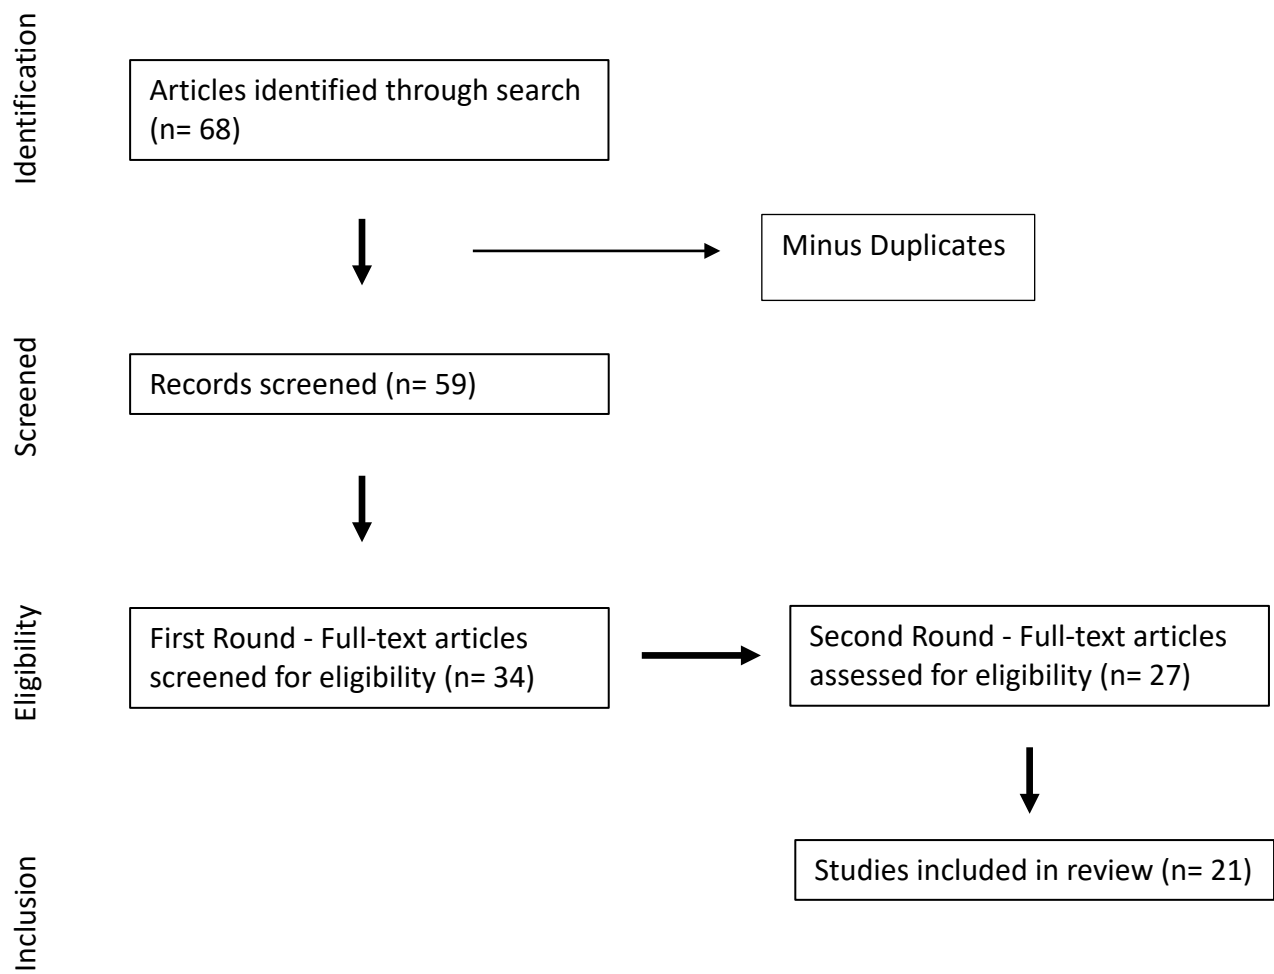 Identification
Articles identified through search
(n= 68)
Minus Duplicates
Screened
Records screened (n= 59)
Eligibility
First Round - Full-text articles
screened for eligibility (n= 34)
Second Round - Full-text articles
assessed for eligibility (n= 27)
Inclusion
Studies included in review (n= 21)